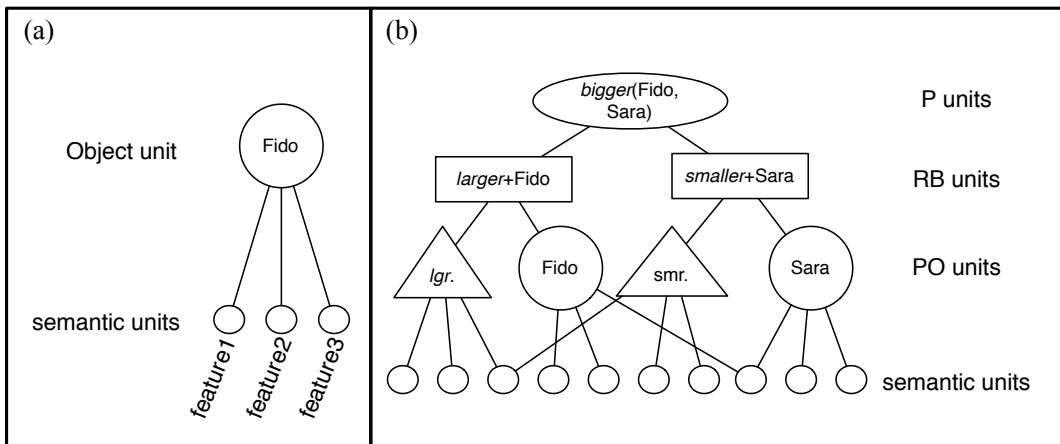 (a)
Object unit
Fido
semantic units
feature1
feature2
feature3
(b)
bigger(Fido,
Sara)
P units
larger+Fido
smaller+Sara
RB units
lgr.
Fido
smr.
Sara
PO units
semantic units